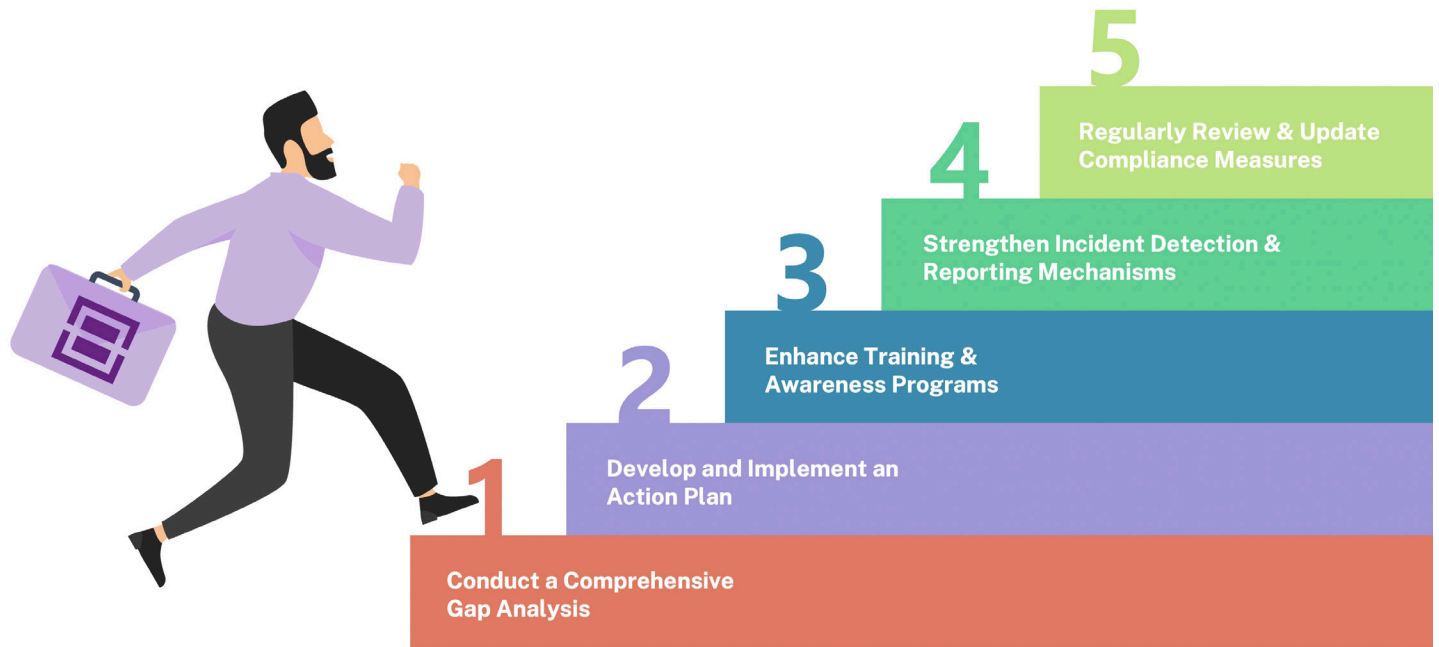 5
Regularly Review & Update
Compliance Measures
4
Strengthen Incident Detection &
Reporting Mechanisms
3
Enhance Training &
Awareness Programs
2
Develop and Implement an
Action Plan
1
Conduct a Comprehensive
Gap Analysis